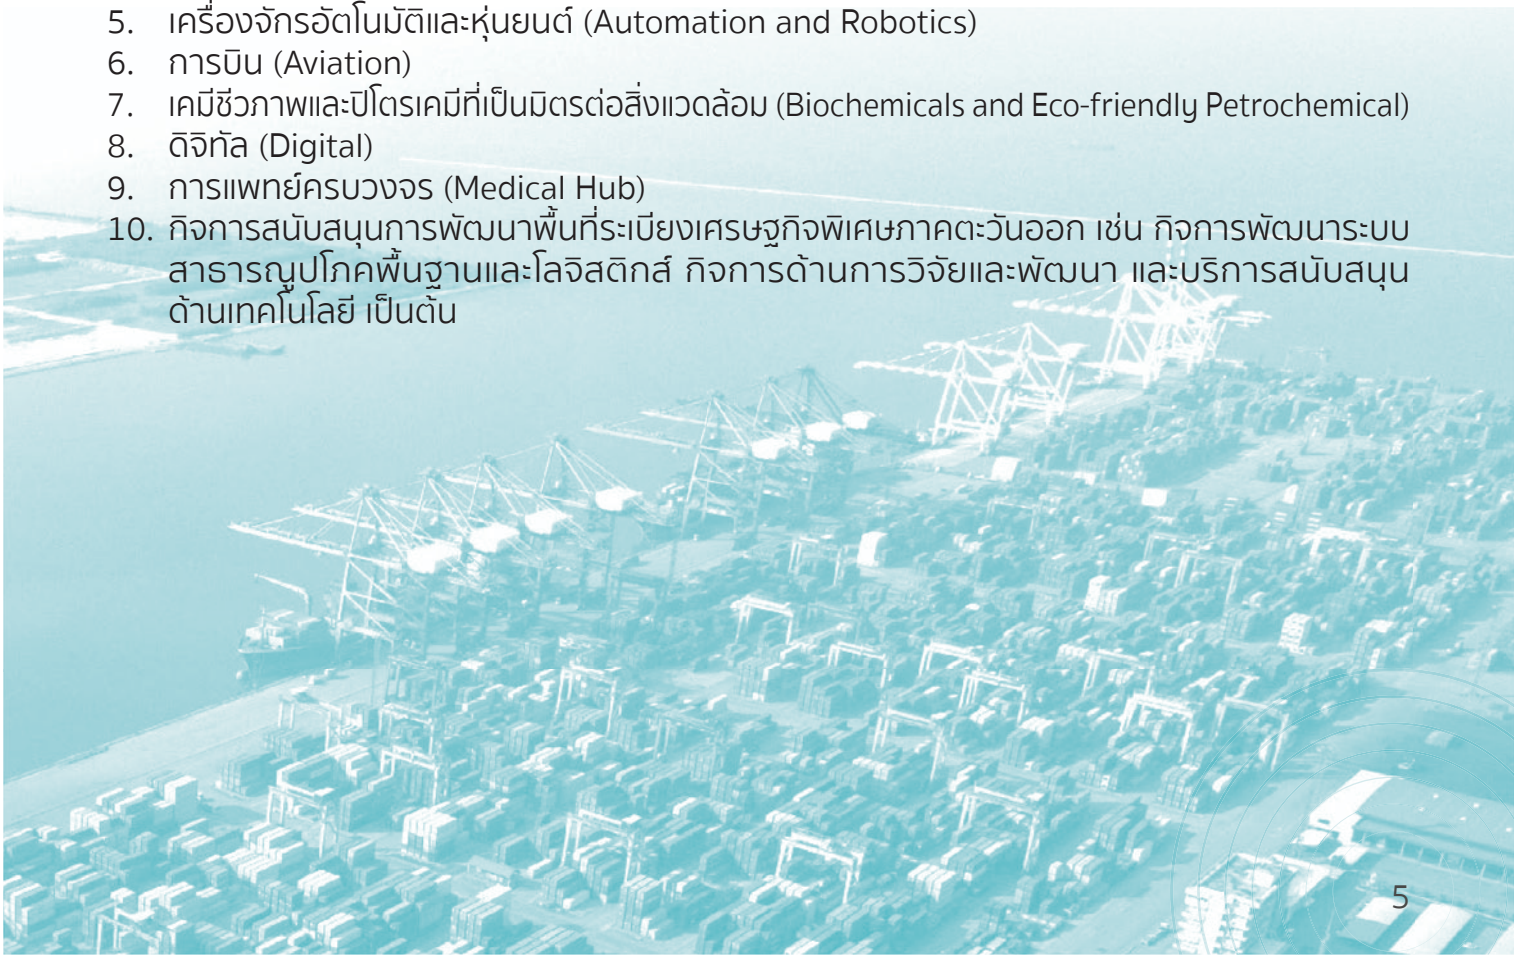 5. เครื่องจักรอัตโนมัติและหุ่นยนต์ (Automation and Robotics)
6. การบิน (Aviation)
7. เคมีชีวภาพและปิโตรเคมีที่เป็นมิตรต่อสิ่งแวดล้อม (Biochemicals and Eco-friendly Petrochemical)
8. ดิจิทัล (Digital)
9. การแพทย์ครบวงจร (Medical Hub)
10. กิจการสนับสนุนการพัฒนาพื้นที่ระเบียงเศรษฐกิจพิเศษภาคตะวันออก เช่น กิจการพัฒนาระบบ
สาธารณูปโภคพื้นฐานและโลจิสติกส์ กิจการด้านการวิจัยและพัฒนา และบริการสนับสนุน
ด้านเทคโนโลยี เป็นต้น
5